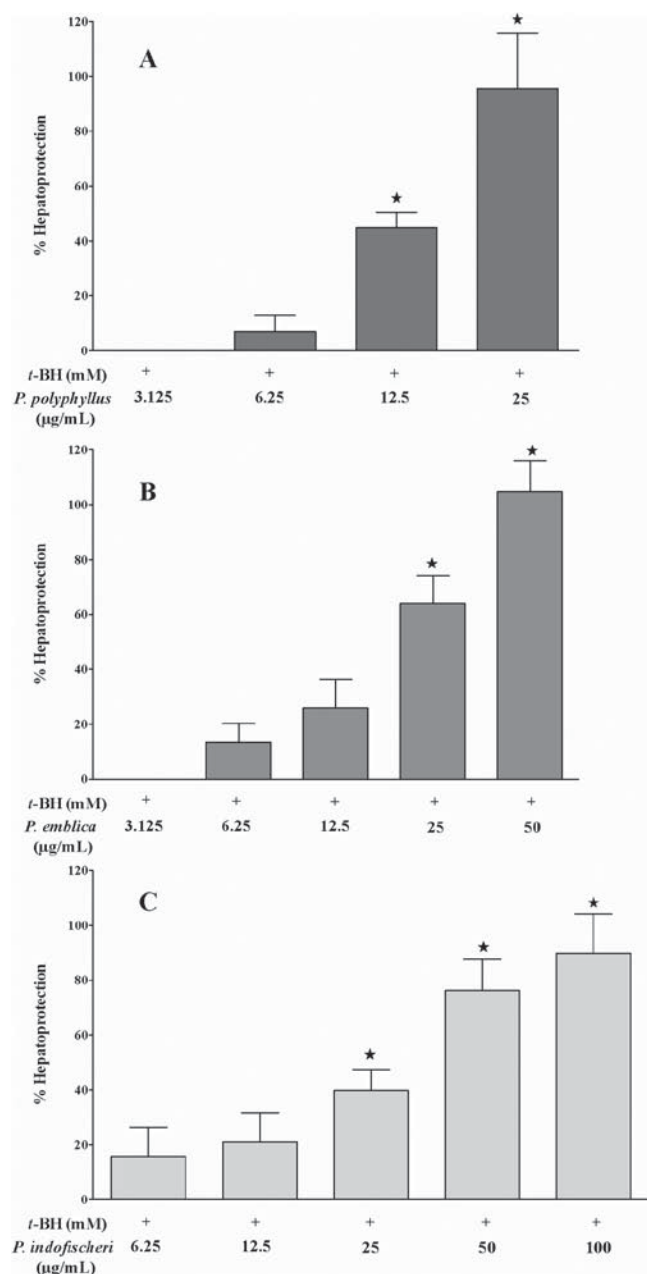 A
% Hepatoprotection
120
100
80
60
40
20
0
★ ★
t-BH (mM) + + + +
P. polyphyllus 3.125 6.25 12.5 25
(µg/mL)
B
% Hepatoprotection
120
100
80
60
40
20
0
★ ★
t-BH (mM) + + + + +
P. emblica 3.125 6.25 12.5 25 50
(µg/mL)
C
% Hepatoprotection
120
100
80
60
40
20
0
★ ★ ★
t-BH (mM) + + + + +
P. indofischeri 6.25 12.5 25 50 100
(µg/mL)